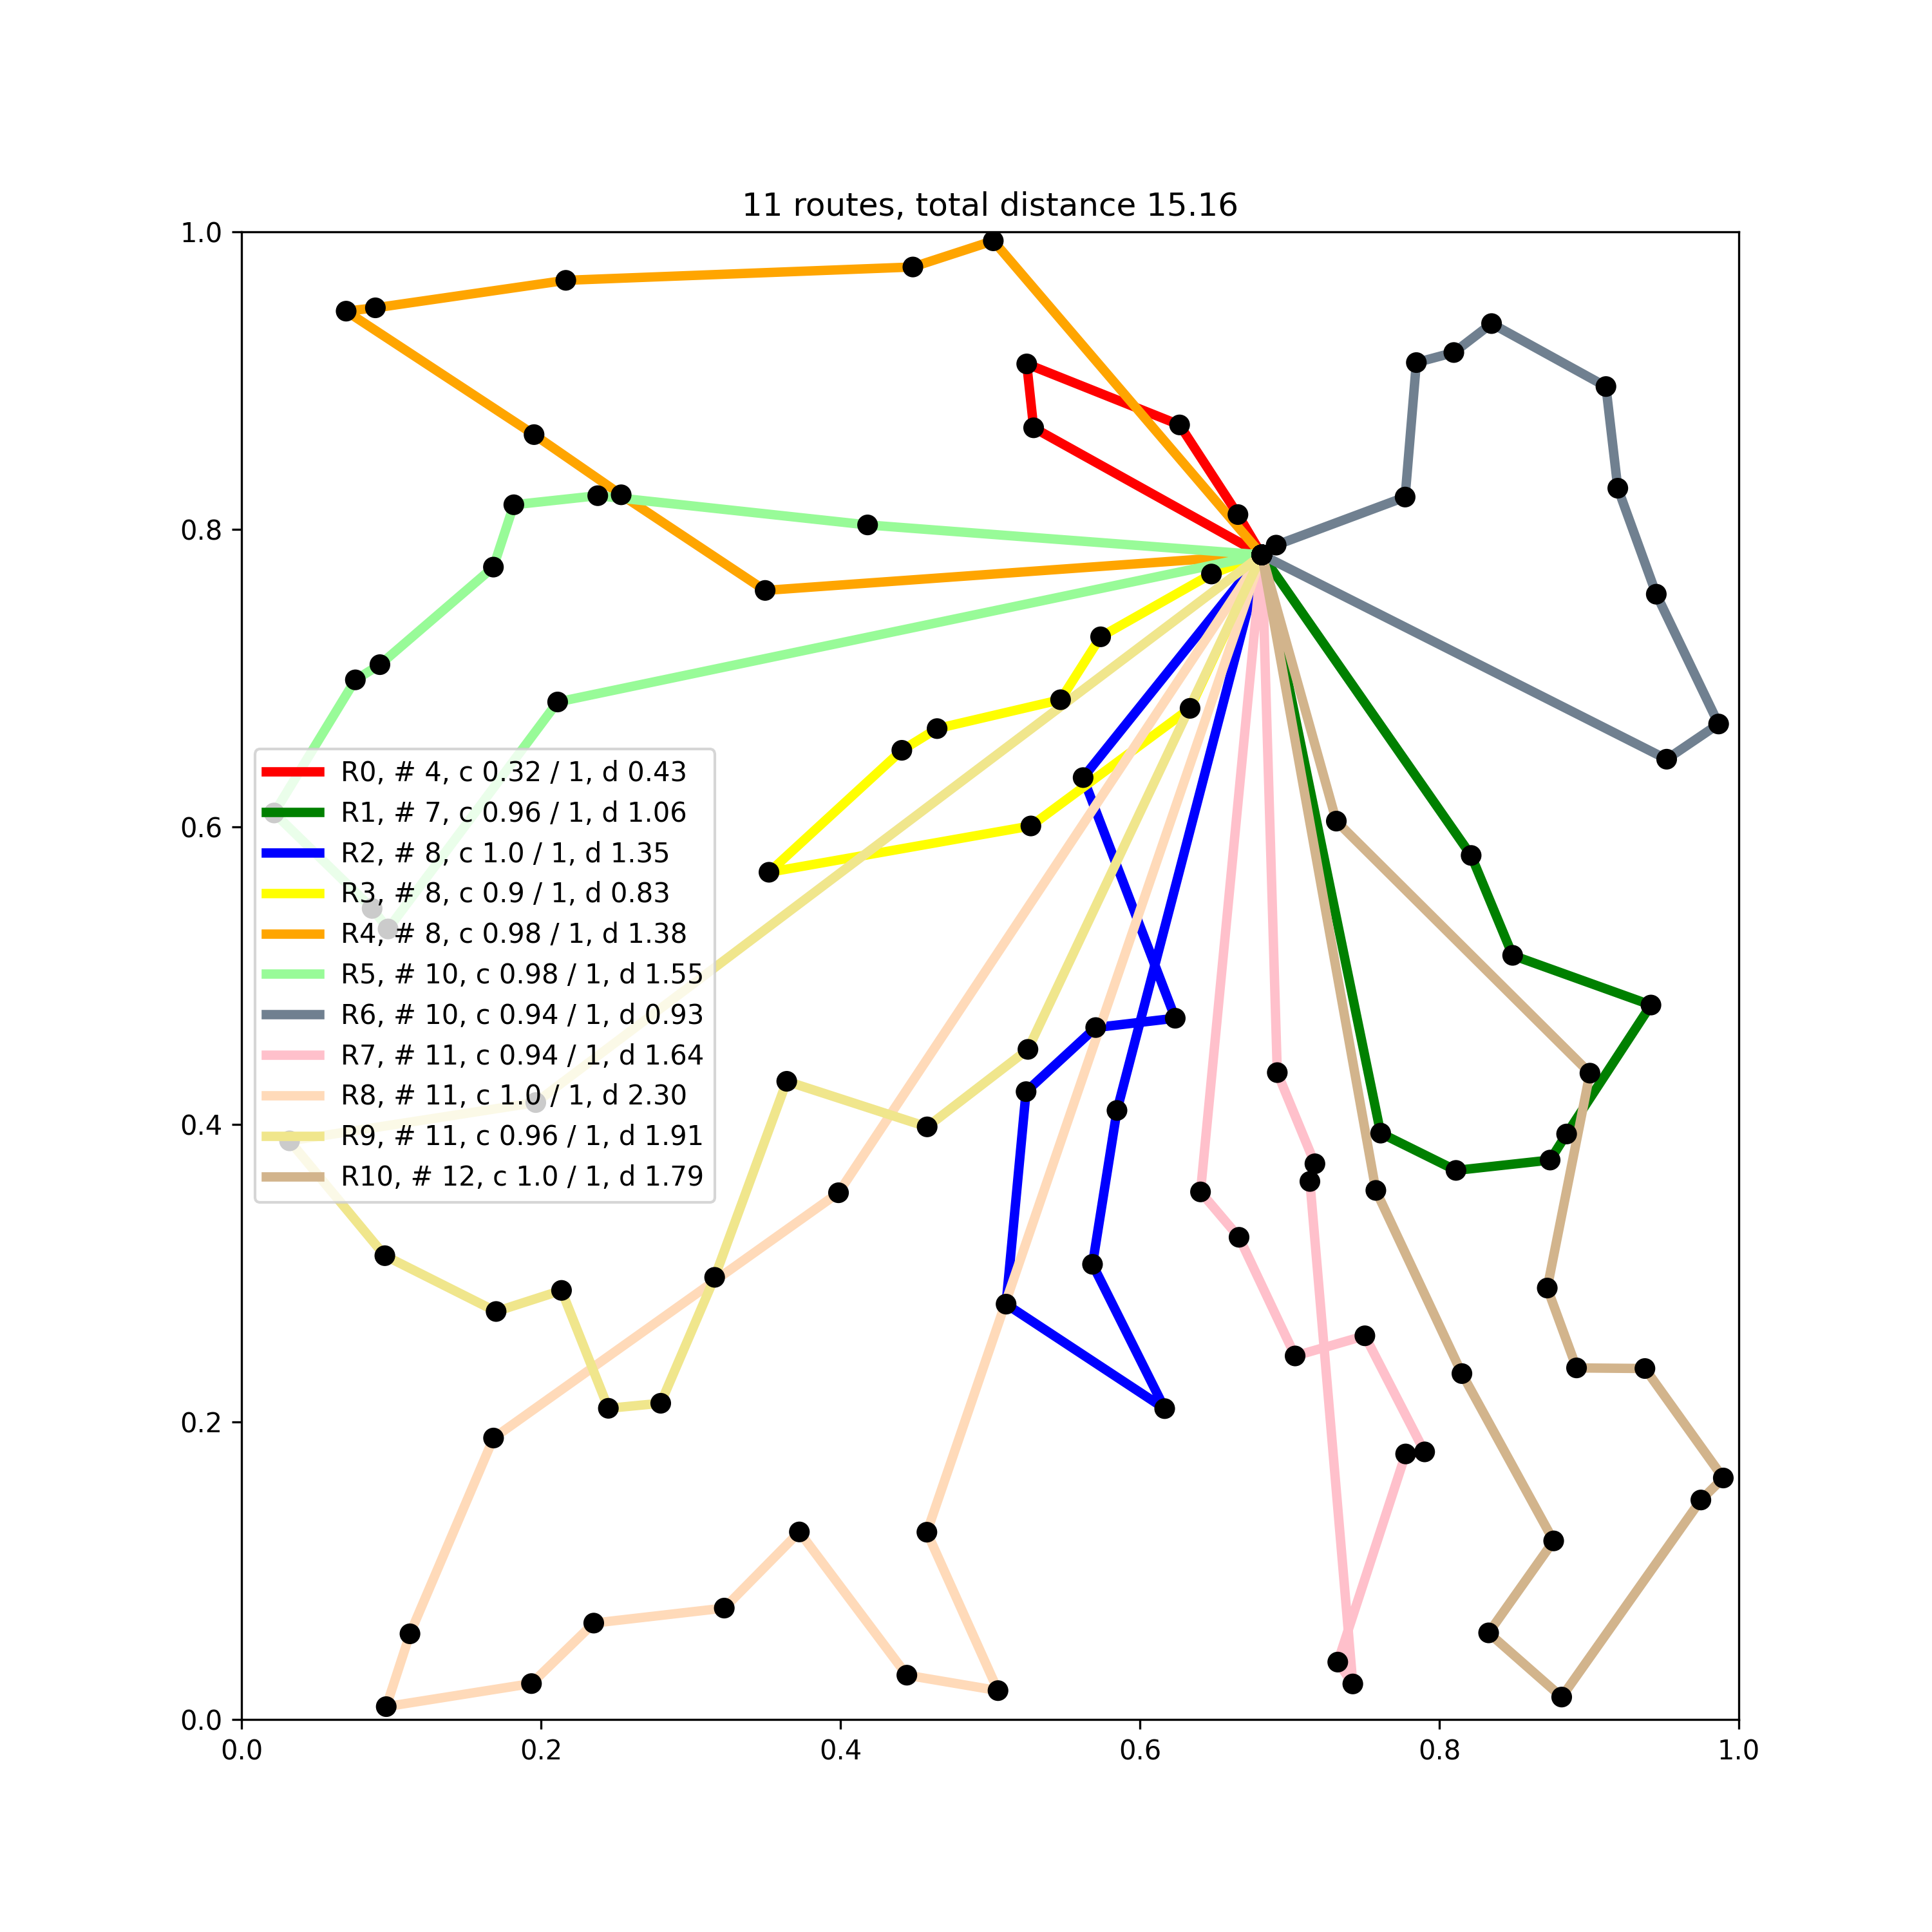 11 routes, total distance 15.16
1.0
0.8
0.6
0.4
0.2
0.0
R0, # 4, c 0.32 / 1, d 0.43
R1, # 7, c 0.96 / 1, d 1.06
R2, # 8, c 1.0 / 1, d 1.35
R3, # 8, c 0.9 / 1, d 0.83
R4, # 8, c 0.98 / 1, d 1.38
R5, # 10, c 0.98 / 1, d 1.55
R6, # 10, c 0.94 / 1, d 0.93
R7, # 11, c 0.94 / 1, d 1.64
R8, # 11, c 1.0 / 1, d 2.30
R9, # 11, c 0.96 / 1, d 1.91
R10, # 12, c 1.0 / 1, d 1.79
0.0 0.2 0.4 0.6 0.8 1.0